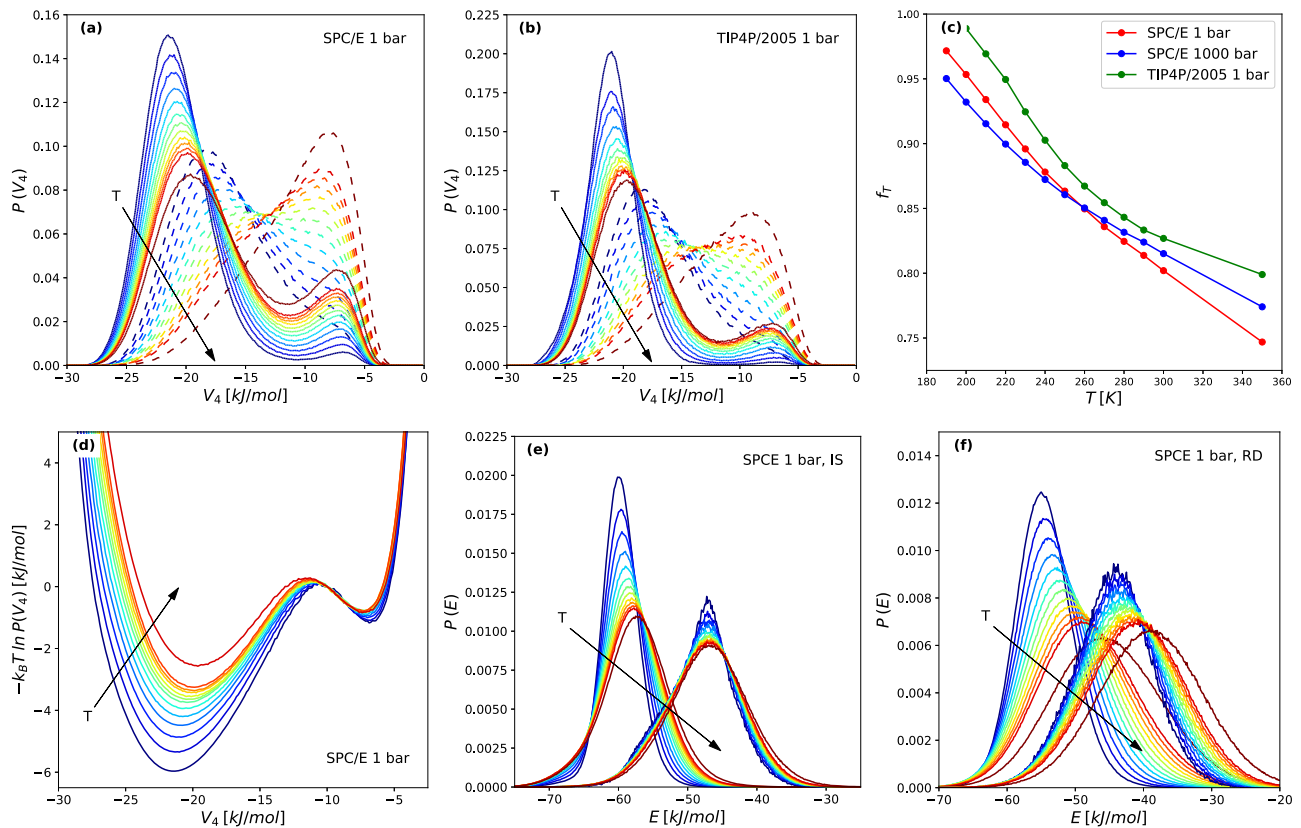 (a)
SPC/E 1 bar
0.16
0.14
0.12
0.10
0.08
0.06
0.04
0.02
0.00
P (V4)
T
−30
−25
−20
−15
−10
−5
0
V4 [kJ/mol]
(b)
TIP4P/2005 1 bar
0.225
0.200
0.175
0.150
0.125
0.100
0.075
0.050
0.025
0.000
P (V4)
T
−30
−25
−20
−15
−10
−5
0
V4 [kJ/mol]
(c)
SPC/E 1 bar
SPC/E 1000 bar
TIP4P/2005 1 bar
1.00
0.95
0.90
0.85
0.80
0.75
fT
180 200 220 240 260 280 300 320 340 360
T [K]
(d)
4
2
0
−2
−4
−6
−kBT ln P(V4) [kJ/mol]
T
SPC/E 1 bar
−30
−25
−20
−15
−10
−5
V4 [kJ/mol]
(e)
SPCE 1 bar, IS
0.0225
0.0200
0.0175
0.0150
0.0125
0.0100
0.0075
0.0050
0.0025
0.0000
P (E)
T
−70
−60
−50
−40
−30
E [kJ/mol]
(f)
SPCE 1 bar, RD
0.014
0.012
0.010
0.008
0.006
0.004
0.002
0.000
P (E)
T
−70
−60
−50
−40
−30
−20
E [kJ/mol]